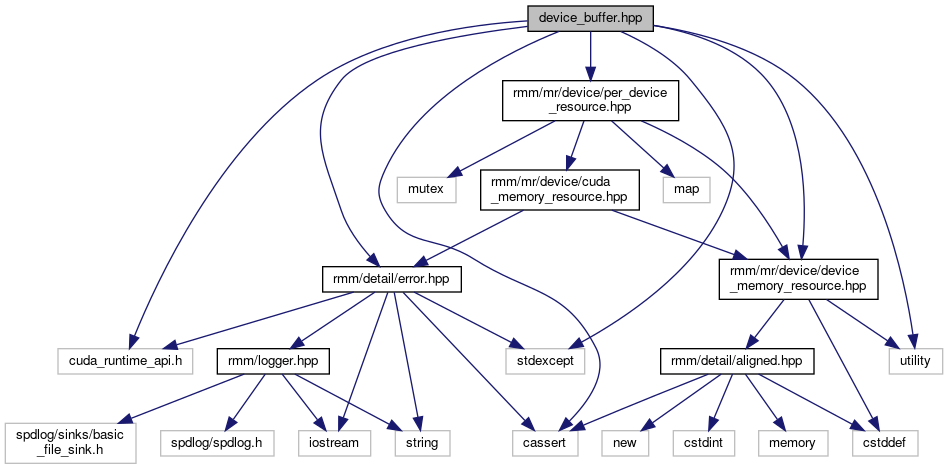 device_buffer.hpp
rmm/mr/device/per_device
_resource.hpp
mutex
rmm/mr/device/cuda
_memory_resource.hpp
map
rmm/detail/error.hpp
rmm/mr/device/device
_memory_resource.hpp
cuda_runtime_api.h
rmm/logger.hpp
stdexcept
rmm/detail/aligned.hpp
utility
spdlog/sinks/basic
_file_sink.h
spdlog/spdlog.h
iostream
string
cassert
new
cstdint
memory
cstddef